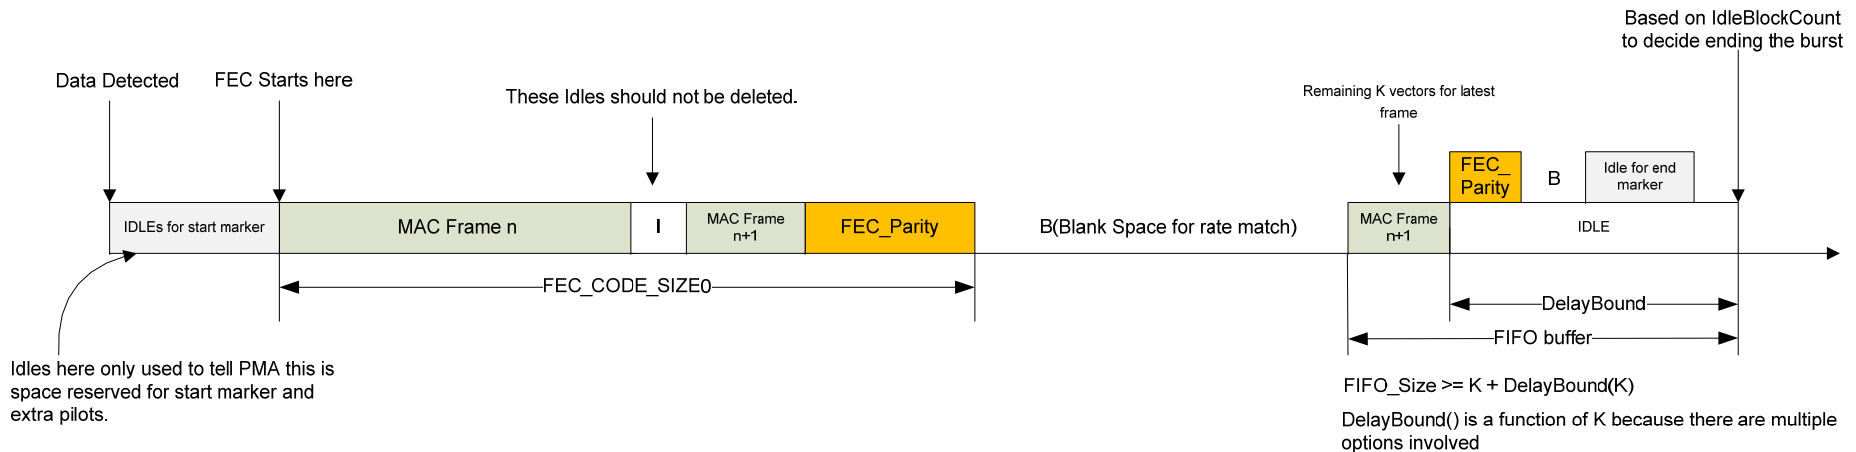 Based on IdleBlockCount
to decide ending the burst
Data Detected
FEC Starts here
These Idles should not be deleted.
Remaining K vectors for latest
frame
FEC_
Parity
B
Idle for end
marker
IDLEs for start marker
MAC Frame n
I
MAC Frame
n+1
FEC_Parity
B(Blank Space for rate match)
MAC Frame
n+1
IDLE
FEC_CODE_SIZE0
DelayBound
FIFO buffer
Idles here only used to tell PMA this is
space reserved for start marker and
extra pilots.
FIFO_Size >= K + DelayBound(K)
DelayBound() is a function of K because there are multiple
options involved